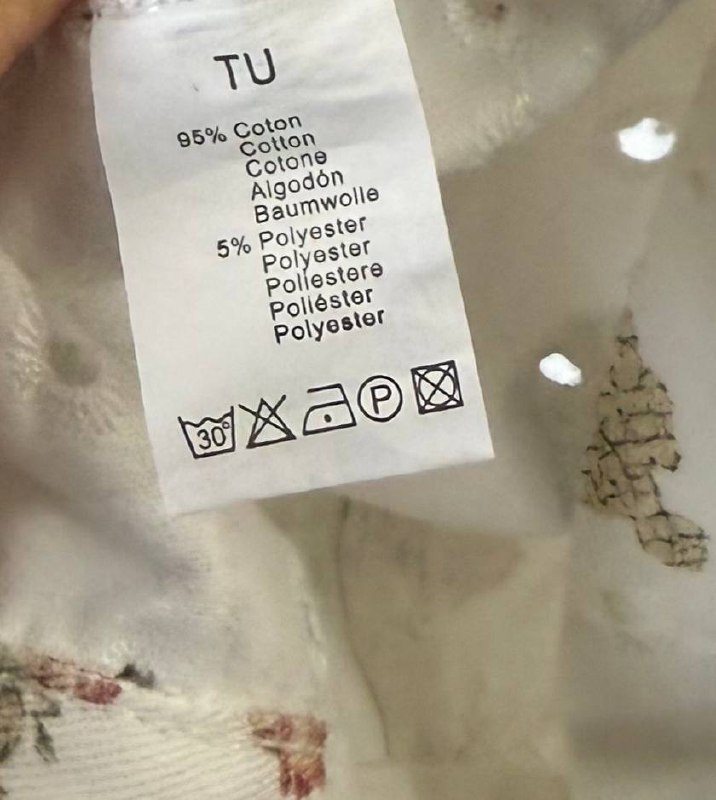 TU
95% Coton
Cotton
Cotone
Algodón
Baumwolle
5% Polyester
Polyester
Poliestere
Poliéster
Polyester
30° P